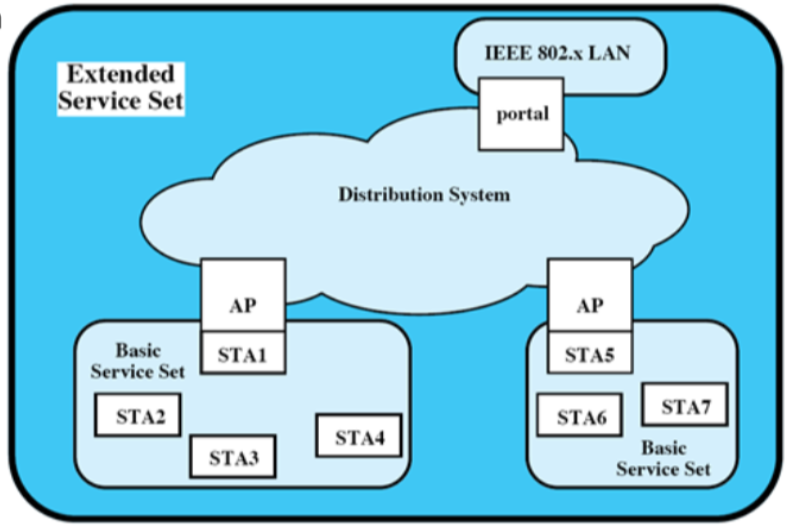 IEEE 802.x LAN
Extended
Service Set
portal
Distribution System
AP
STA1
Basic
Service Set
STA2
STA3
STA4
AP
STA5
STA6
STA7
Basic
Service Set